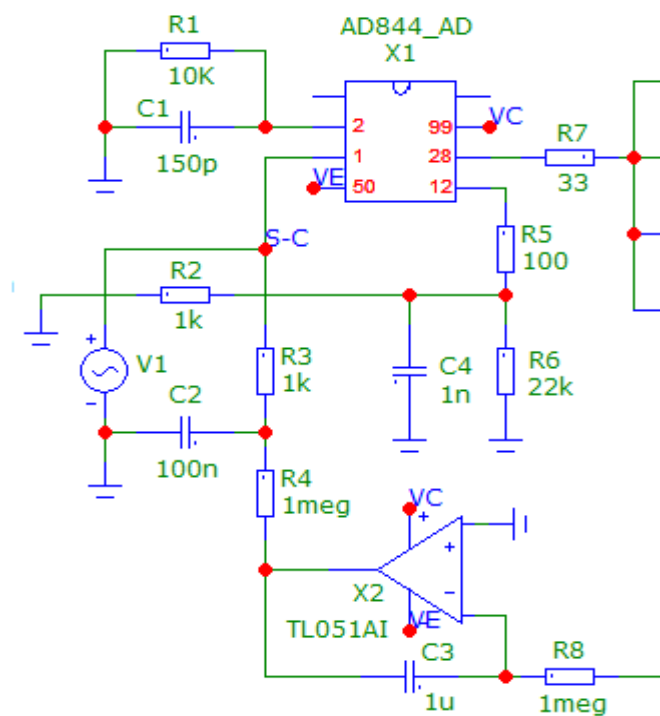 R1
AD844_AD
X1
10K
C1
2
99
VC
R7
150p
1
28
VE
50
12
33
S-C
R5
R2
100
1k
V1
R3
C4
R6
1k
1n
22k
C2
100n
R4
VC
1meg
X2
VE
TL051AI
C3
R8
1u
1meg